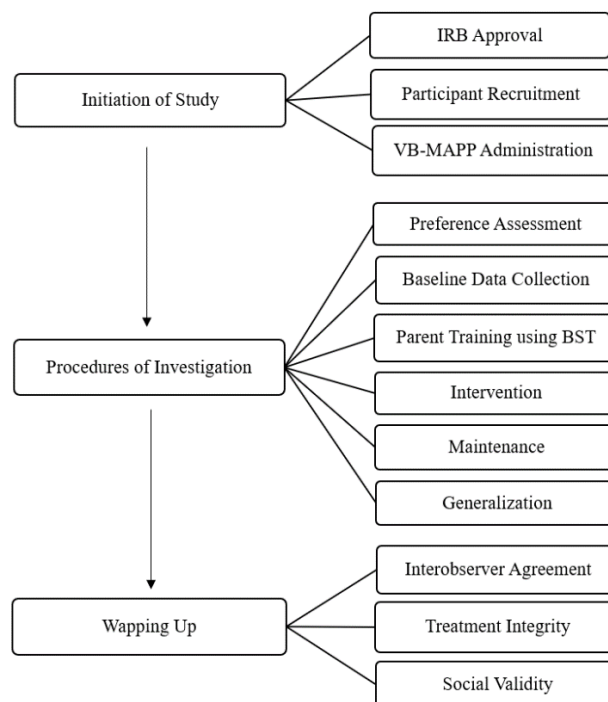 Initiation of Study
IRB Approval
Participant Recruitment
VB-MAPP Administration
Procedures of Investigation
Preference Assessment
Baseline Data Collection
Parent Training using BST
Intervention
Maintenance
Generalization
Wapping Up
Interobserver Agreement
Treatment Integrity
Social Validity